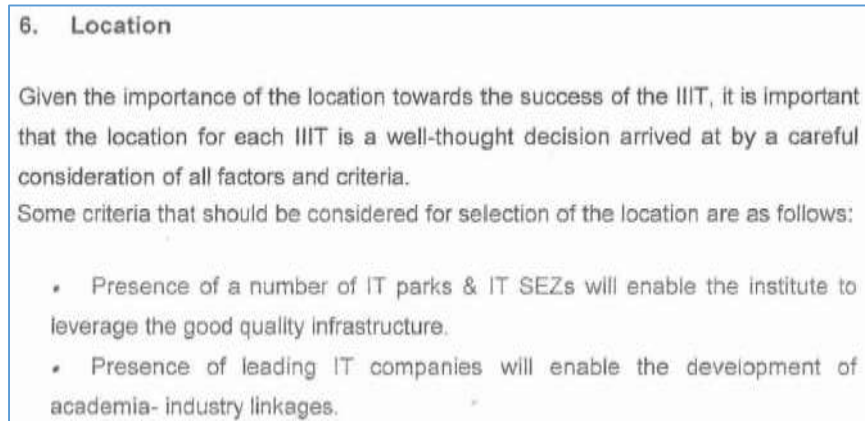 6. Location
Given the importance of the location towards the success of the IIIT, it is important
that the location for each IIIT is a well-thought decision arrived at by a careful
consideration of all factors and criteria.
Some criteria that should be considered for selection of the location are as follows:
• Presence of a number of IT parks & IT SEZs will enable the institute to
leverage the good quality infrastructure.
• Presence of leading IT companies will enable the development of
academia- industry linkages.